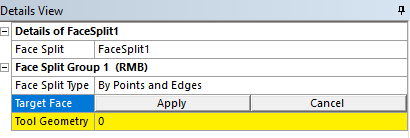 Details View
Details of FaceSplit1
Face Split FaceSplit1
Face Split Group 1 (RMB)
Face Split Type By Points and Edges
Target Face Apply Cancel
Tool Geometry 0